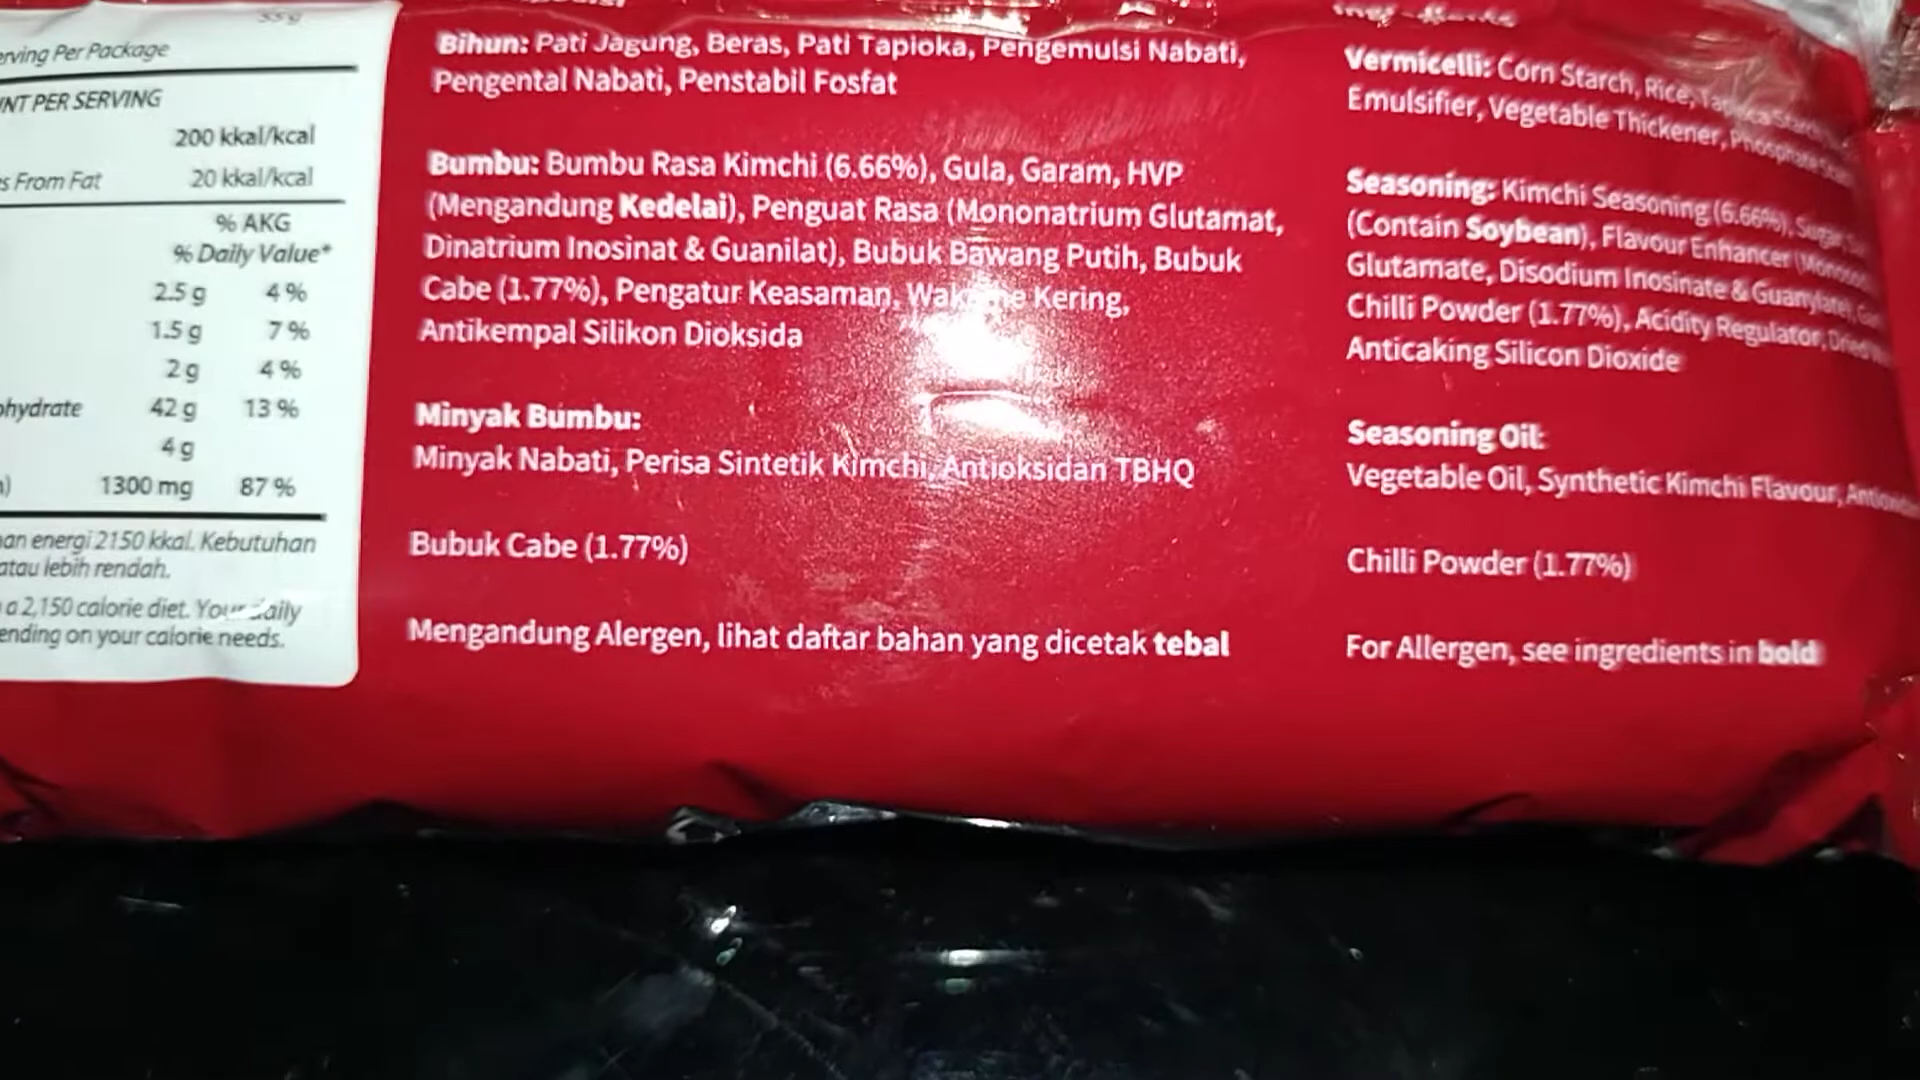 55 g
erving Per Package
UNT PER SERVING
200 kkal/kcal
s From Fat 20 kkal/kcal
% AKG
% Daily Value*
2.5 g 4 %
1.5 g 7 %
2 g 4 %
ohydrate 42 g 13 %
4 g
) 1300 mg 87 %
an energi 2150 kkal. Kebutuhan
atau lebih rendah.
a 2,150 calorie diet. Your daily
ending on your calorie needs.
Bihun: Pati Jagung, Beras, Pati Tapioka, Pengemulsi Nabati,
Pengental Nabati, Penstabil Fosfat
Bumbu: Bumbu Rasa Kimchi (6.66%), Gula, Garam, HVP
(Mengandung Kedelai), Penguat Rasa (Mononatrium Glutamat,
Dinatrium Inosinat & Guanilat), Bubuk Bawang Putih, Bubuk
Cabe (1.77%), Pengatur Keasaman, Kering,
Antikempal Silikon Dioksida
Minyak Bumbu:
Minyak Nabati, Perisa Sintetik Kimchi, Antioksidan TBHQ
Bubuk Cabe (1.77%)
Mengandung Alergen, lihat daftar bahan yang dicetak tebal
Vermicelli: Corn Starch, Rice, Tapioca Starch
Emulsifier, Vegetable Thickener, Phosphate
Seasoning: Kimchi Seasoning (6.66%), Sugar,
(Contain Soybean), Flavour Enhancer
Glutamate, Disodium Inosinate & Guanylate),
Chilli Powder (1.77%), Acidity Regulator, Dried
Anticaking Silicon Dioxide
Seasoning Oil:
Vegetable Oil, Synthetic Kimchi Flavour,
Chilli Powder (1.77%)
For Allergen, see ingredients in bold